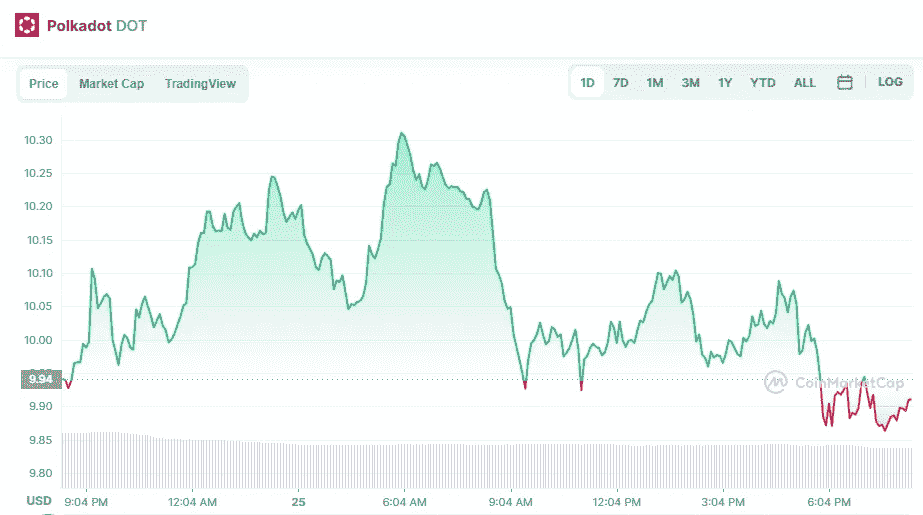 Polkadot DOT
Price Market Cap TradingView 1D 7D 1M 3M 1Y YTD ALL LOG
10.30
10.25
10.20
10.15
10.10
10.05
10.00
9.94
CoinMarketCap
9.90
9.85
9.80
USD 9:04 PM 12:04 AM 25 6:04 AM 9:04 AM 12:04 PM 3:04 PM 6:04 PM